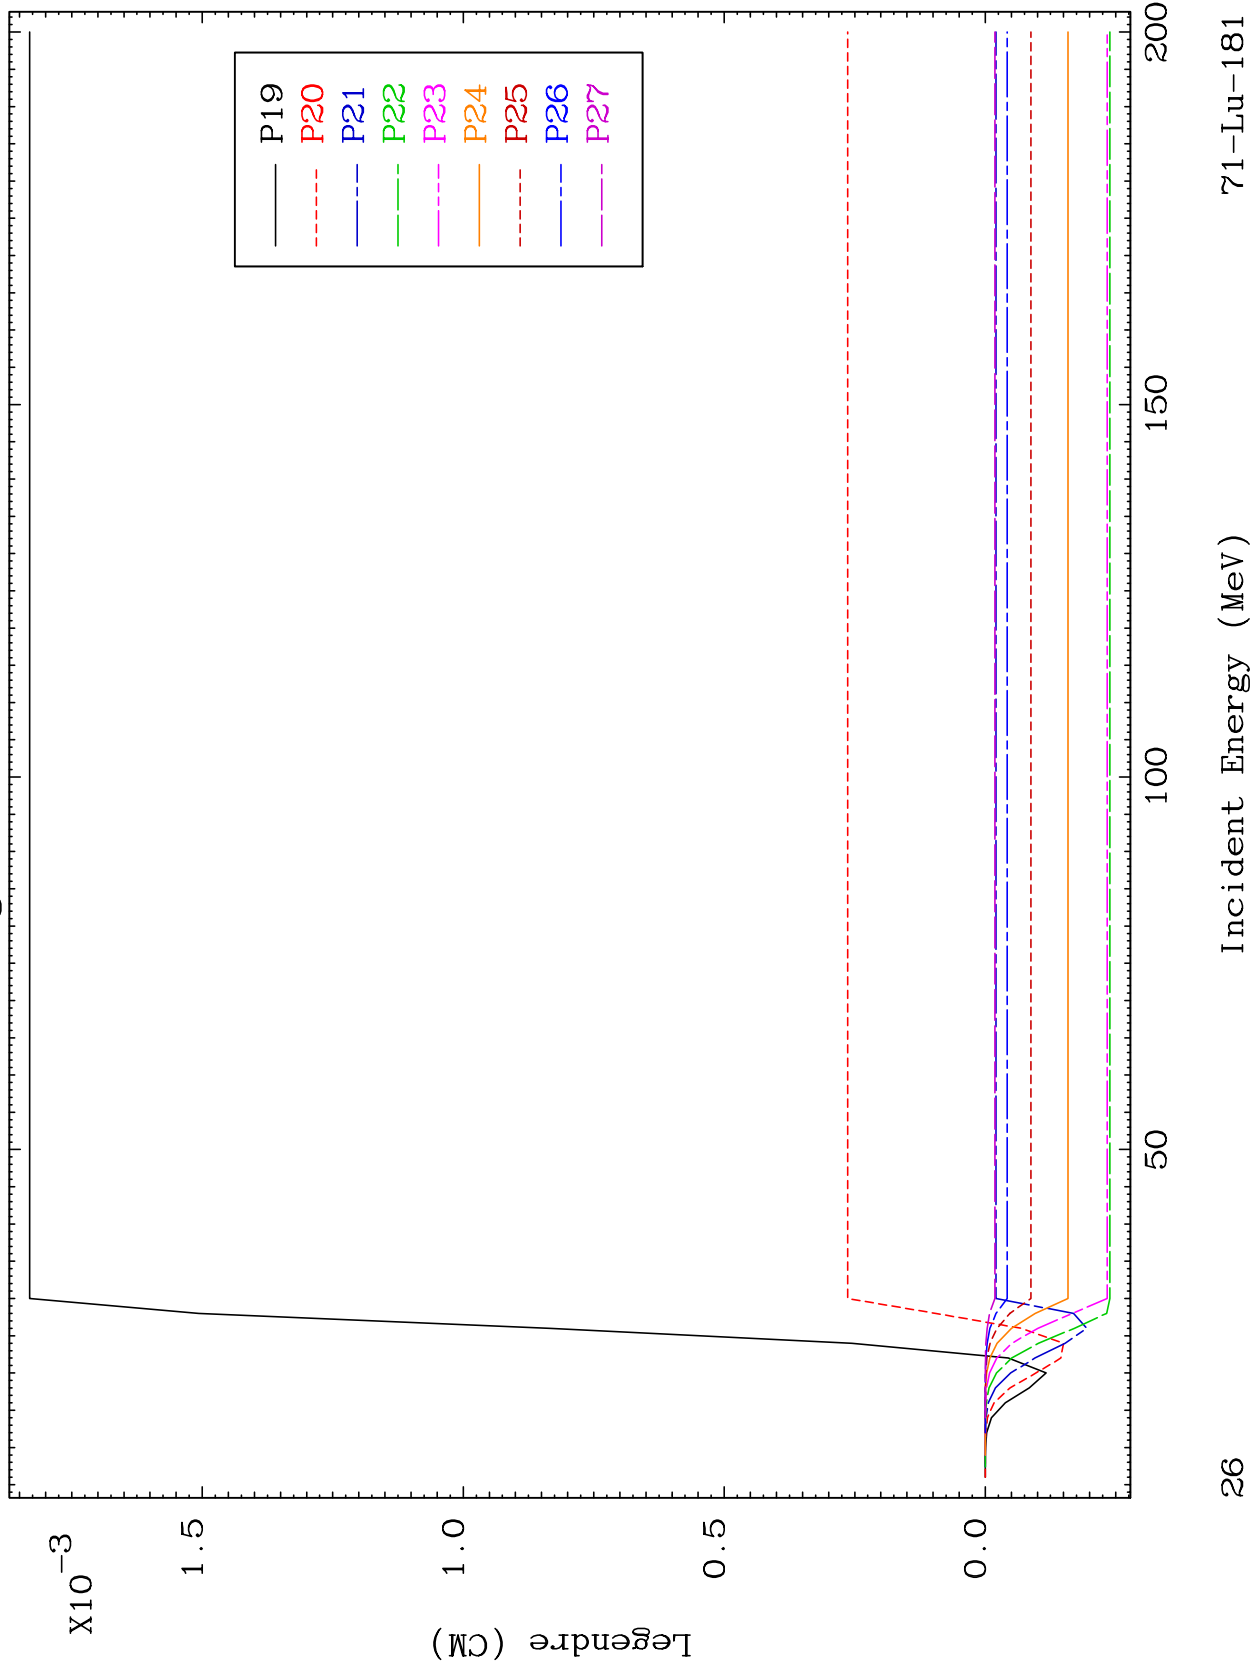 X10⁻³
1.5
1.0
0.5
0.0
Legendre (CM)
P19
P20
P21
P22
P23
P24
P25
P26
P27
50
100
150
200
Incident Energy (MeV)
26
71-Lu-181